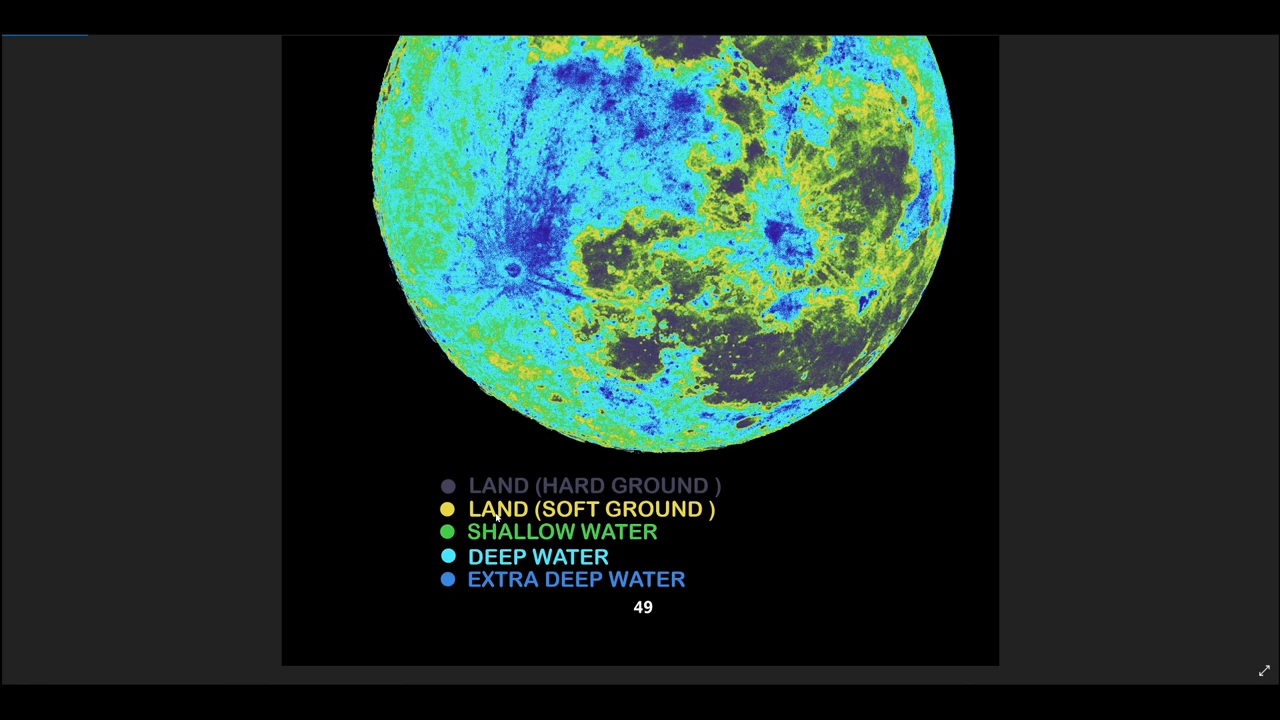 LAND (HARD GROUND )
LAND (SOFT GROUND )
SHALLOW WATER
DEEP WATER
EXTRA DEEP WATER
49